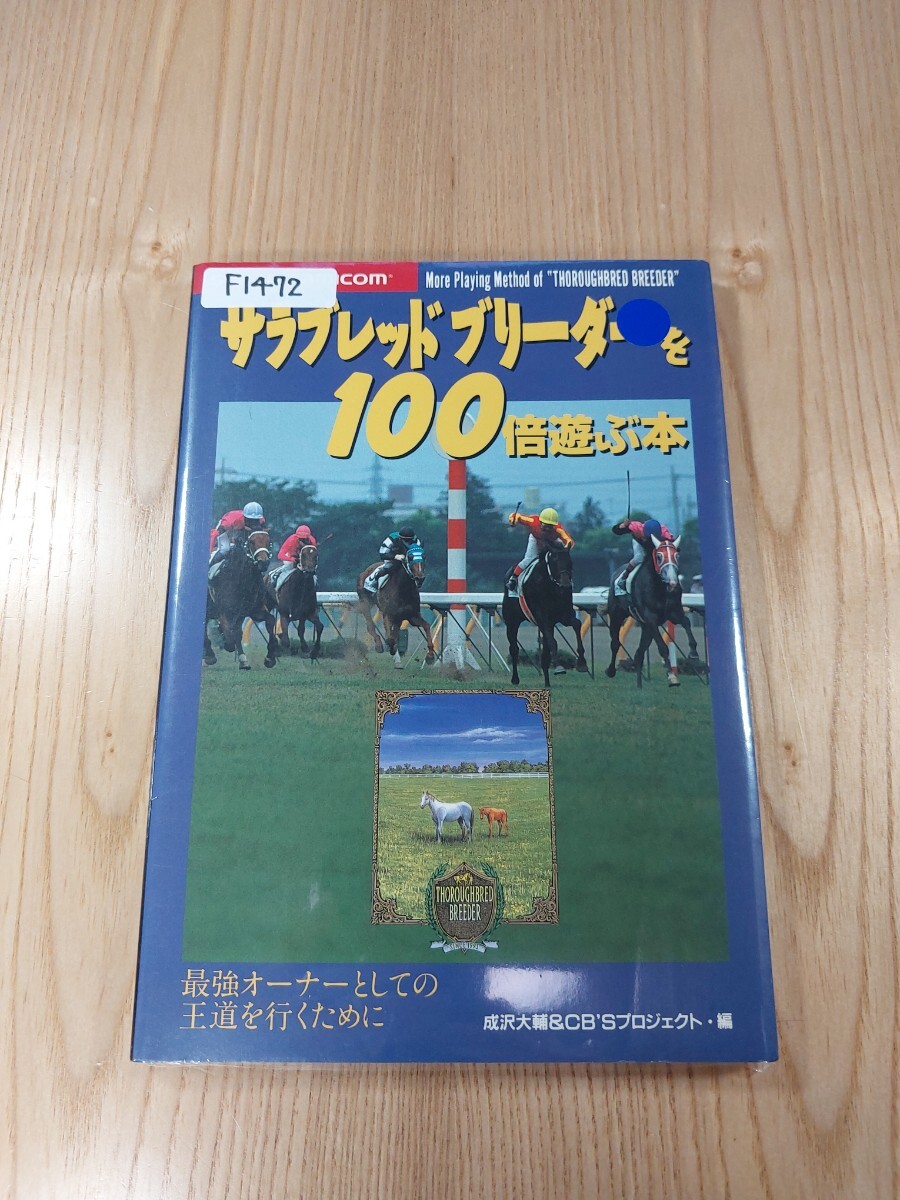 F1472
com™
More Playing Method of "THOROUGHBRED BREEDER"
サラブレッドブリーダーを
100倍遊ぶ本
THOROUGHBRED
BREEDER
最強オーナーとしての
王道を行くために
成沢大輔&CB'Sプロジェクト・編